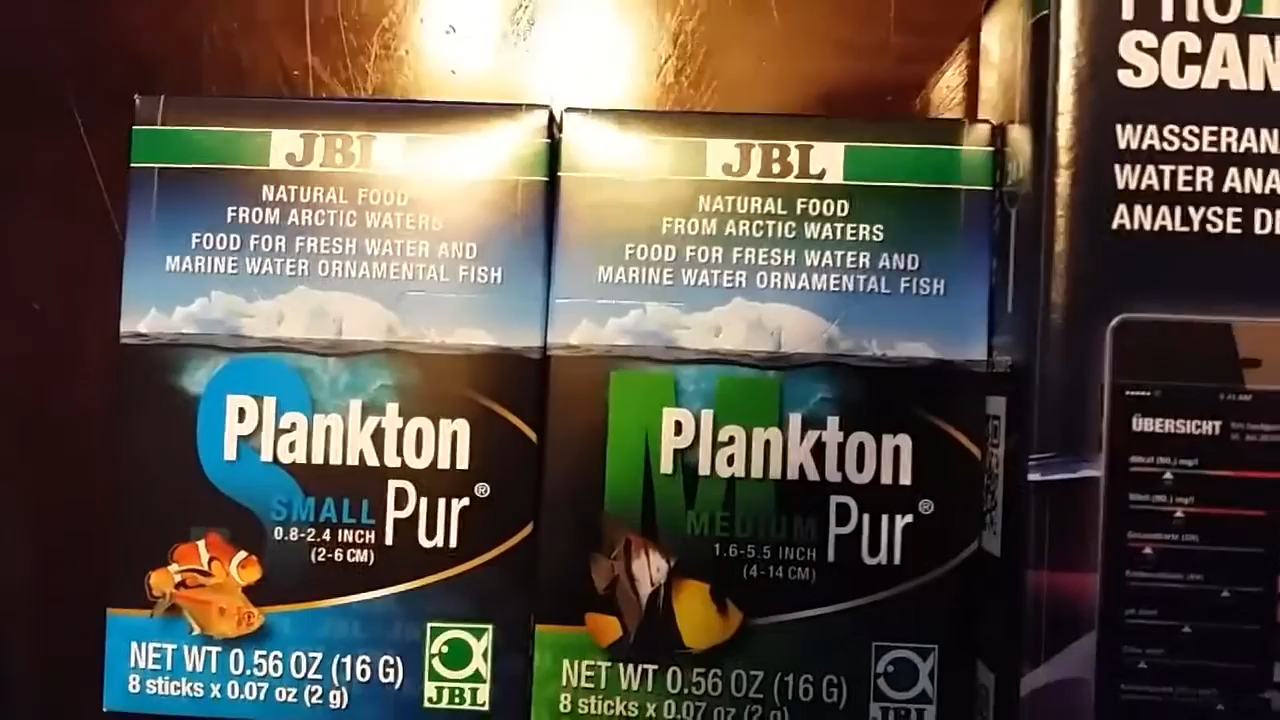 JBL
NATURAL FOOD
FROM ARCTIC WATERS
FOOD FOR FRESH WATER AND
MARINE WATER ORNAMENTAL FISH
S
Plankton
Pur®
SMALL
0.8-2.4 INCH
(2-6 CM)
NET WT 0.56 OZ (16 G)
8 sticks x 0.07 oz (2 g)
JBL
JBL
NATURAL FOOD
FROM ARCTIC WATERS
FOOD FOR FRESH WATER AND
MARINE WATER ORNAMENTAL FISH
M
Plankton
Pur®
MEDIUM
1.6-5.5 INCH
(4-14 CM)
NET WT 0.56 OZ (16 G)
8 sticks x 0.07 oz (2 g)
JBL
SCAN
WASSERAN
WATER ANA
ANALYSE DE
ÜBERSICHT